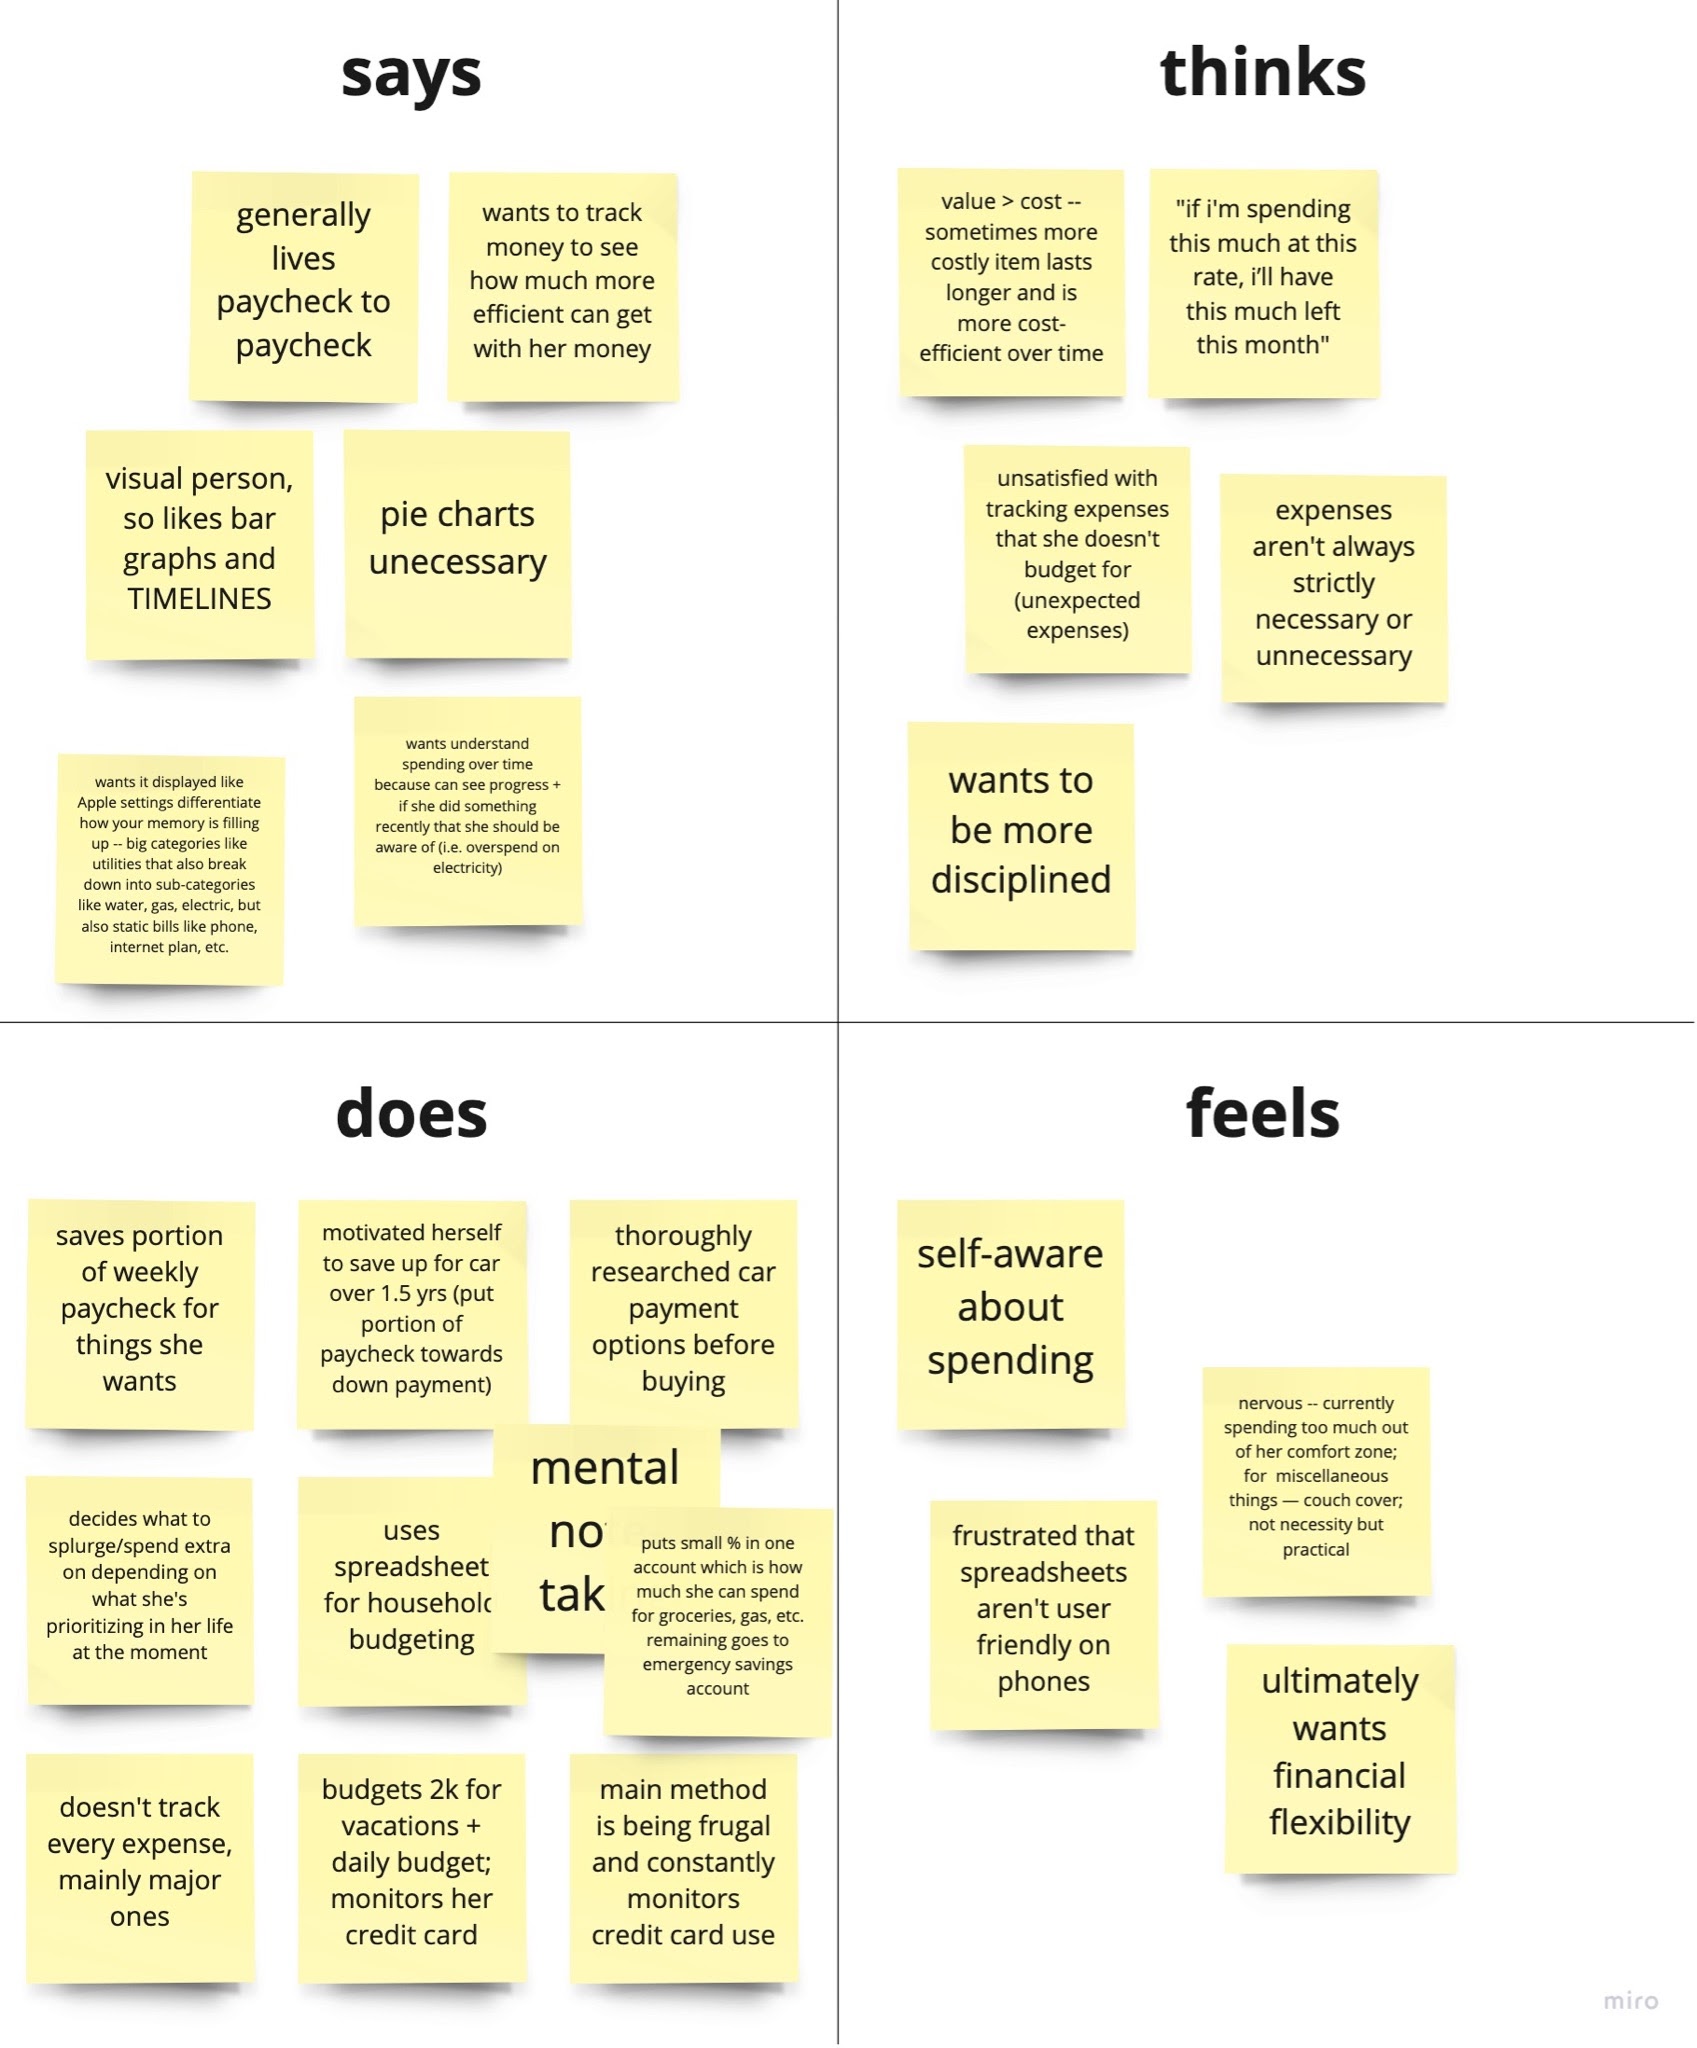 says
generally
lives
paycheck to
paycheck
wants to track
money to see
how much more
efficient can get
with her money
visual person,
so likes bar
graphs and
TIMELINES
pie charts
unecessary
wants it displayed like
Apple settings differentiate
how your memory is filling
up -- big categories like
utilities that also break
down into sub-categories
like water, gas, electric, but
also static bills like phone,
internet plan, etc.
wants understand
spending over time
because can see progress +
if she did something
recently that she should be
aware of (i.e. overspend on
electricity)
thinks
value > cost --
sometimes more
costly item lasts
longer and is
more cost-
efficient over time
"if i'm spending
this much at this
rate, i’ll have
this much left
this month"
unsatisfied with
tracking expenses
that she doesn't
budget for
(unexpected
expenses)
expenses
aren't always
strictly
necessary or
unnecessary
wants to
be more
disciplined
does
saves portion
of weekly
paycheck for
things she
wants
motivated herself
to save up for car
over 1.5 yrs (put
portion of
paycheck towards
down payment)
thoroughly
researched car
payment
options before
buying
decides what to
splurge/spend extra
on depending on
what she's
prioritizing in her life
at the moment
uses
spreadsheet
for household
budgeting
mental
puts small % in one
account which is how
much she can spend
for groceries, gas, etc.
remaining goes to
emergency savings
account
doesn't track
every expense,
mainly major
ones
budgets 2k for
vacations +
daily budget;
monitors her
credit card
main method
is being frugal
and constantly
monitors
credit card use
feels
self-aware
about
spending
nervous -- currently
spending too much out
of her comfort zone;
for  miscellaneous
things — couch cover;
not necessity but
practical
frustrated that
spreadsheets
aren't user
friendly on
phones
ultimately
wants
financial
flexibility
miro